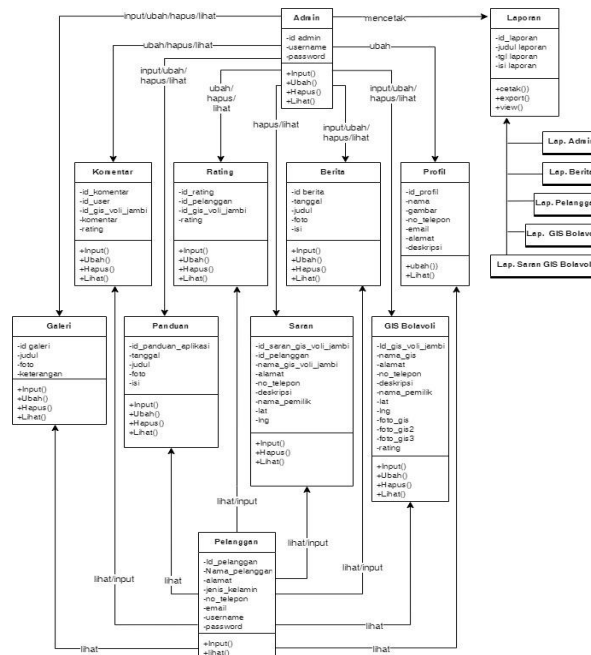 Admin
-id admin
-username
-password
+Input()
+Ubah()
+Hapus()
+Lihat()
Laporan
-id_laporan
-judul laporan
-tgl laporan
-isi laporan
+cetak())
+export()
+view()
input/ubah/hapus/lihat
mencetak
ubah/hapus/lihat
ubah
input/ubah/
hapus/lihat
ubah/
hapus/
lihat
hapus/lihat
input/ubah/
hapus/lihat
input/ubah/
hapus/lihat
Lap. Admin
Lap. Berita
Lap. Pelangga
Lap. GIS Bolavo
Lap. Saran GIS Bolavoli
Komentar
-id_komentar
-id_user
-id_gis_voli_jambi
-komentar
-rating
+Input()
+Ubah()
+Hapus()
+Lihat()
Rating
-id_rating
-id_pelanggan
-id_gis_voli_jambi
-rating
+Input()
+Ubah()
+Hapus()
+Lihat()
Berita
-id berita
-tanggal
-judul
-foto
-isi
+Input()
+Ubah()
+Hapus()
+Lihat()
Profil
-id_profil
-nama
-gambar
-no_telepon
-email
-alamat
-deskripsi
+ubah())
+Lihat()
Galeri
-id galeri
-judul
-foto
-keterangan
+Input()
+Ubah()
+Hapus()
+Lihat()
Panduan
-id_panduan_aplikasi
-tanggal
-judul
-foto
-isi
+Input()
+Ubah()
+Hapus()
+Lihat()
Saran
-id_saran_gis_voli_jambi
-id_pelanggan
-nama_gis_voli_jambi
-alamat
-no_telepon
-deskripsi
-nama_pemilik
-lat
-lng
+Input()
+Hapus()
+Lihat()
GIS Bolavoli
-Id_gis_voli_jambi
-nama_gis
-alamat
-no_telepon
-deskripsi
-nama_pemilik
-lat
-lng
-foto_gis
-foto_gis2
-foto_gis3
-rating
+Input()
+Ubah()
+Hapus()
+Lihat()
lihat/input
Pelanggan
-Id_pelanggan
-Nama_pelanggan
-alamat
-jenis_kelamin
-no_telepon
-email
-username
-password
+Input()
+lihat()
lihat/input
lihat
lihat/input
lihat/input
lihat
lihat
lihat